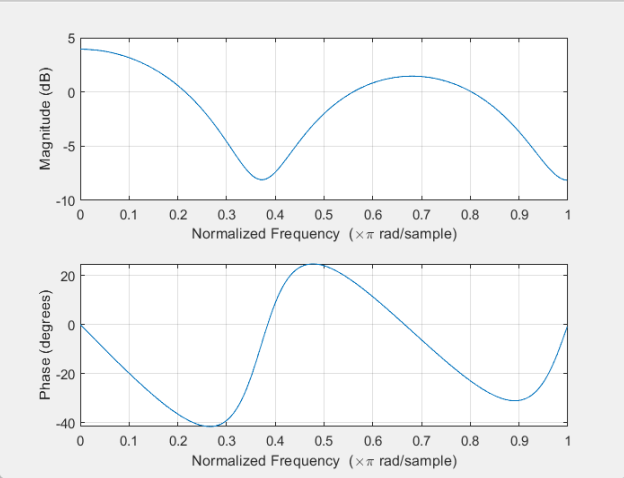 5
0
-5
-10
Magnitude (dB)
0 0.1 0.2 0.3 0.4 0.5 0.6 0.7 0.8 0.9 1
Normalized Frequency (×π rad/sample)
20
0
-20
-40
Phase (degrees)
0 0.1 0.2 0.3 0.4 0.5 0.6 0.7 0.8 0.9 1
Normalized Frequency (×π rad/sample)